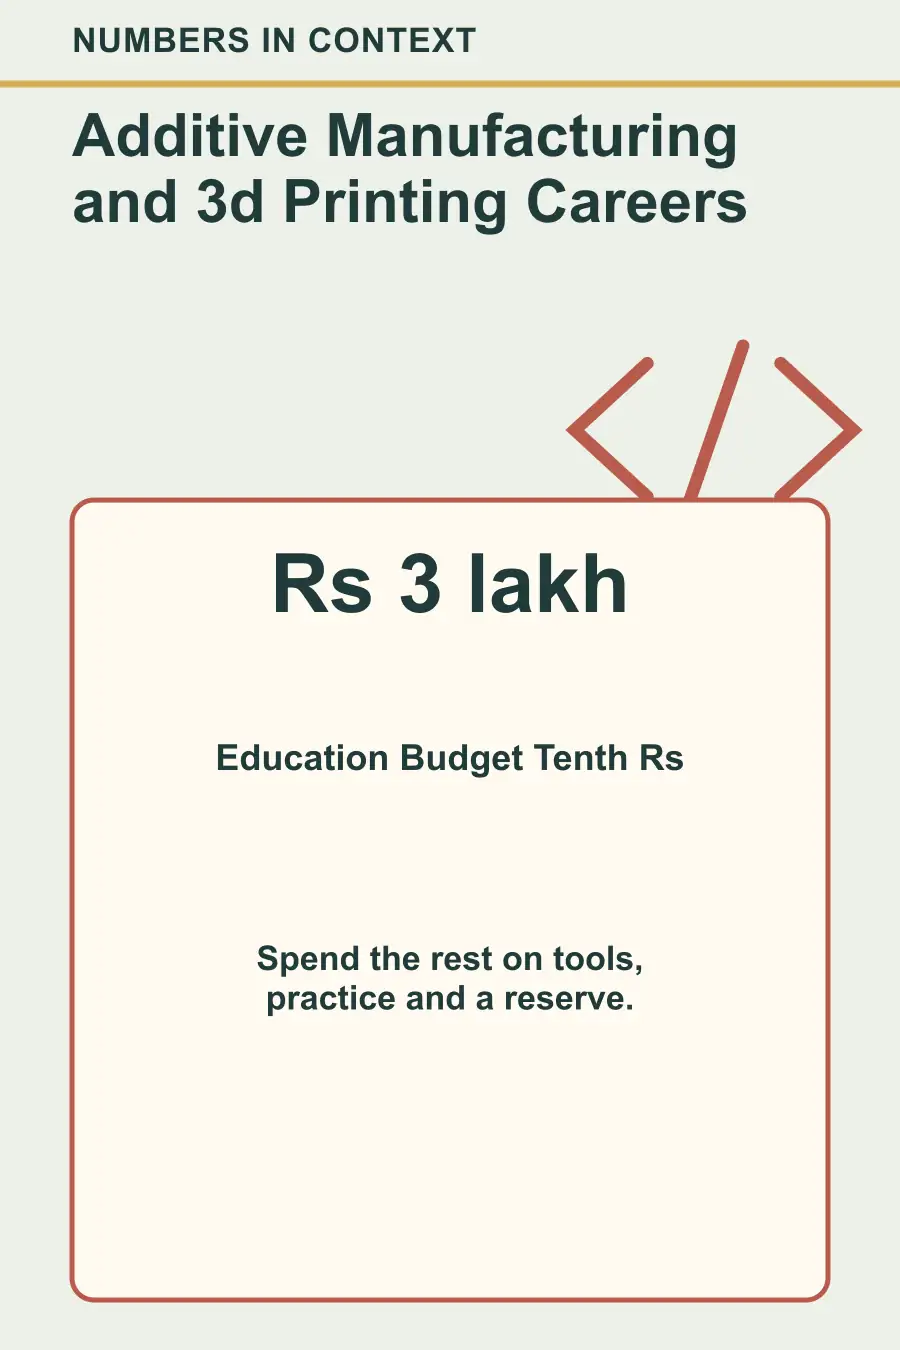 NUMBERS IN CONTEXT
Additive Manufacturing
and 3d Printing Careers
Rs 3 lakh
Education Budget Tenth Rs
Spend the rest on tools,
practice and a reserve.